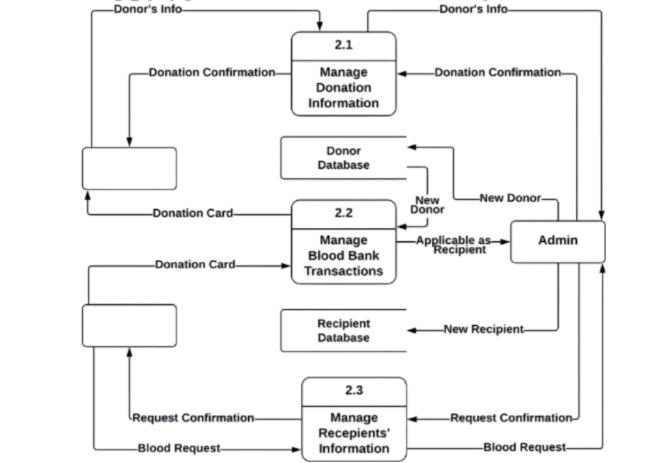 Donor's Info
Donor's Info
2.1
Manage
Donation
Information
Donation Confirmation
Donation Confirmation
Donor
Database
New
Donor
New Donor
2.2
Manage
Blood Bank
Transactions
Donation Card
Applicable as
Recipient
Admin
Donation Card
Recipient
Database
New Recipient
2.3
Manage
Recepients'
Information
Request Confirmation
Request Confirmation
Blood Request
Blood Request